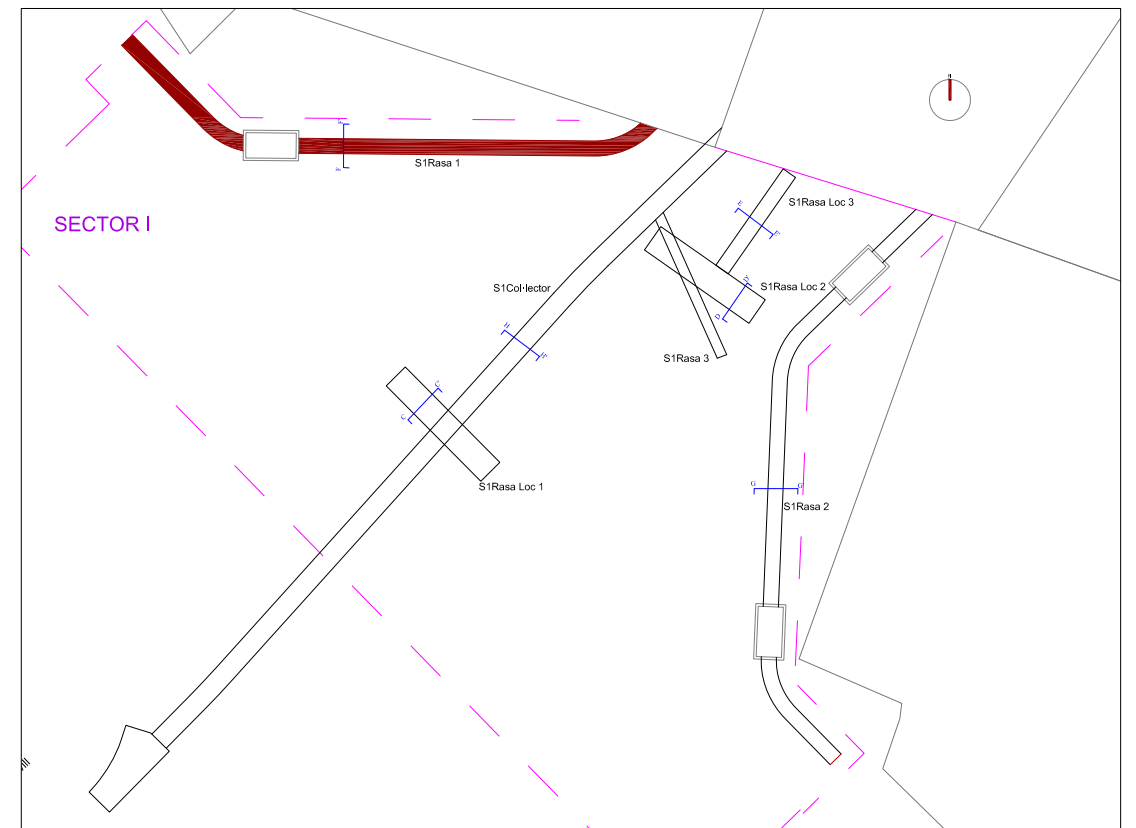 N
S1Rasa 1
S1Rasa Loc 3
SECTOR I
E
E'
S1Col·lector
S1Rasa Loc 2
D'
D
H
H'
S1Rasa 3
C'
C
S1Rasa Loc 1
G
G'
S1Rasa 2